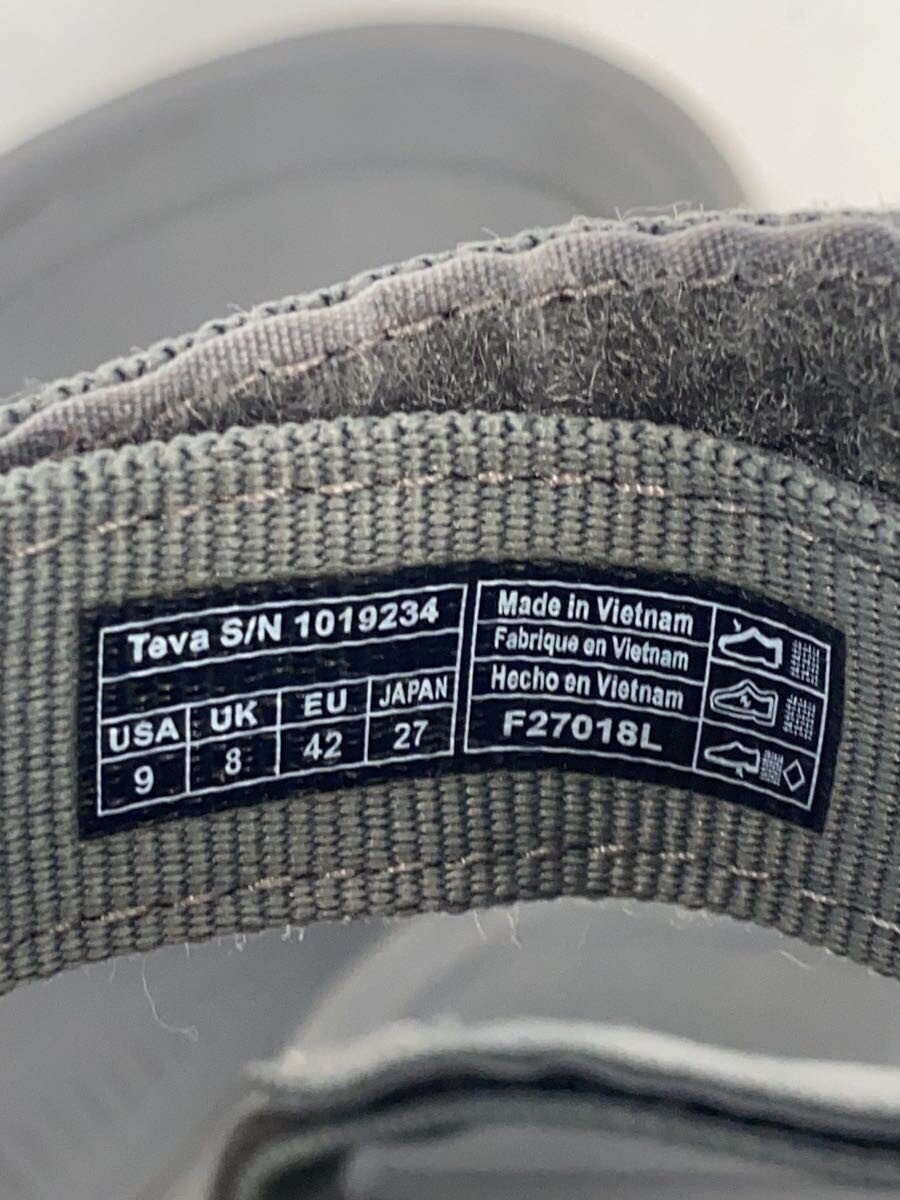 Teva S/N 1019234
USA UK EU JAPAN
9 8 42 27
Made in Vietnam
Fabrique en Vietnam
Hecho en Vietnam
F27018L